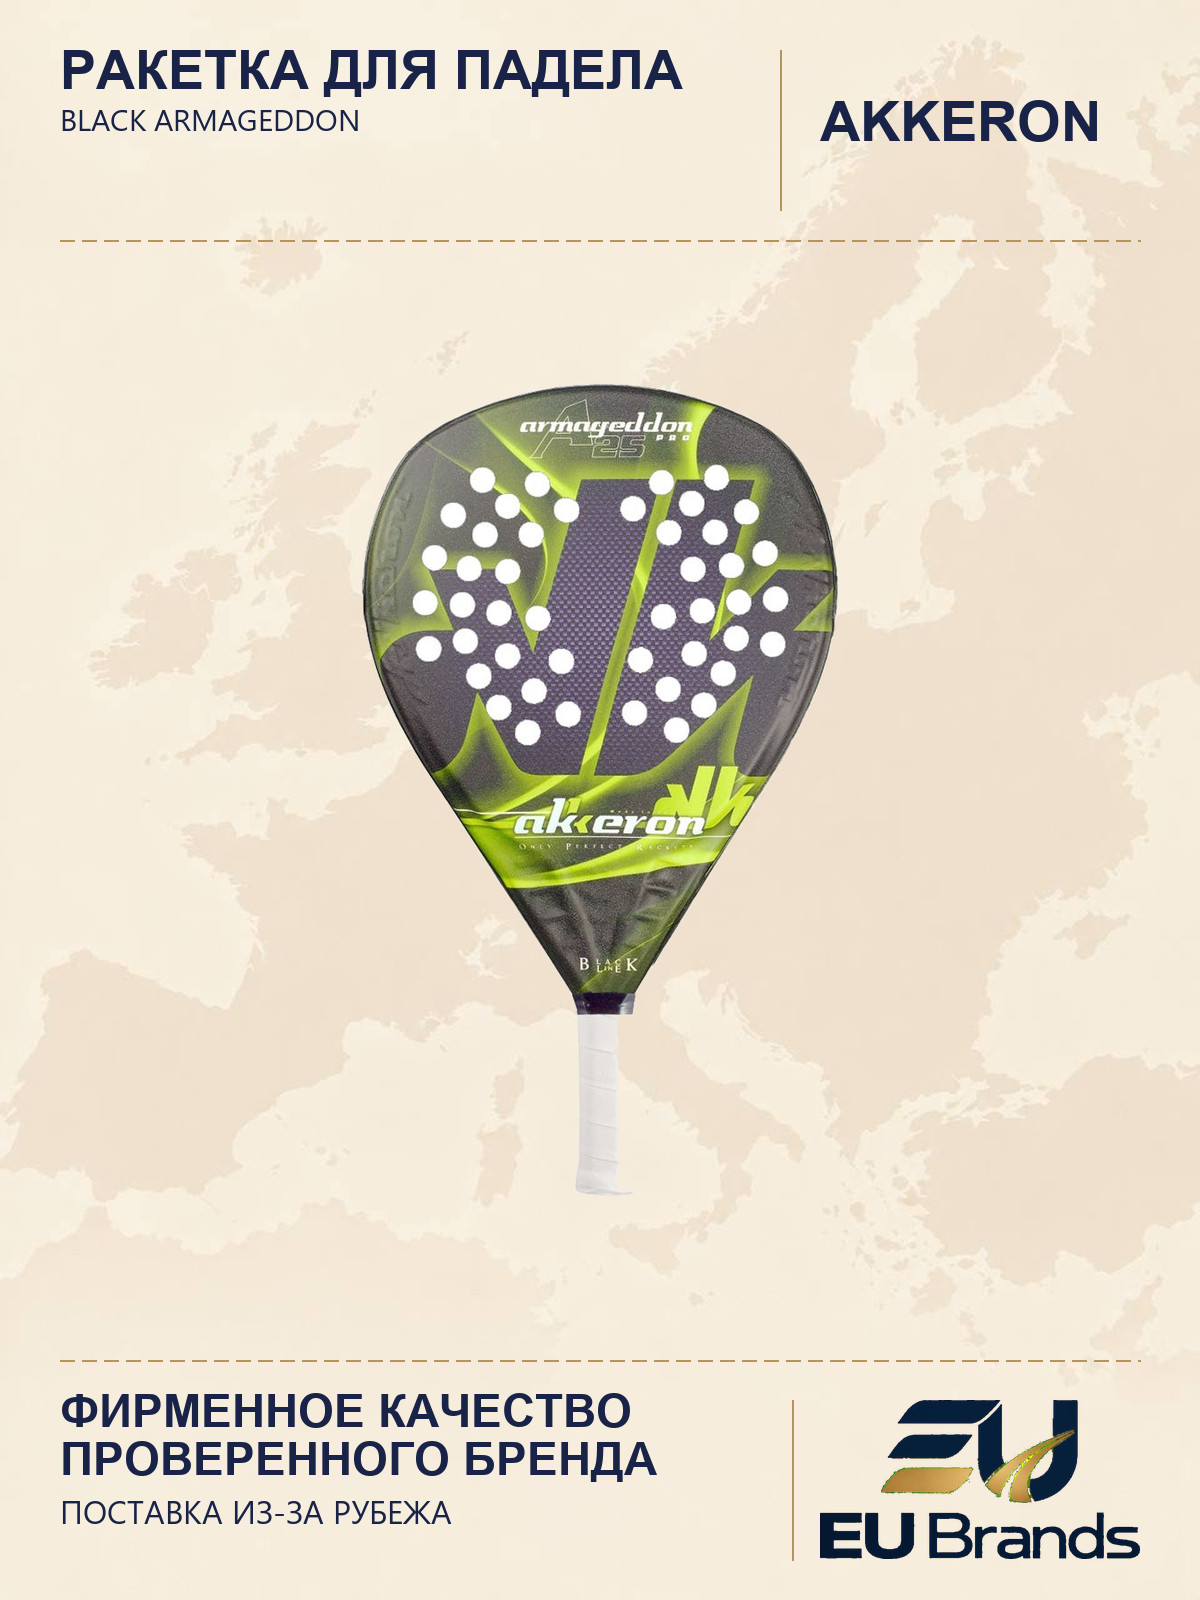 РАКЕТКА ДЛЯ ПАДЕЛА
BLACK ARMAGEDDON
AKKERON
armageddon
PRO
A25
akkeron
ONLY PERFECT RACKETS
BLACK
LINE
ФИРМЕННОЕ КАЧЕСТВО
ПРОВЕРЕННОГО БРЕНДА
ПОСТАВКА ИЗ-ЗА РУБЕЖА
EU
EU Brands